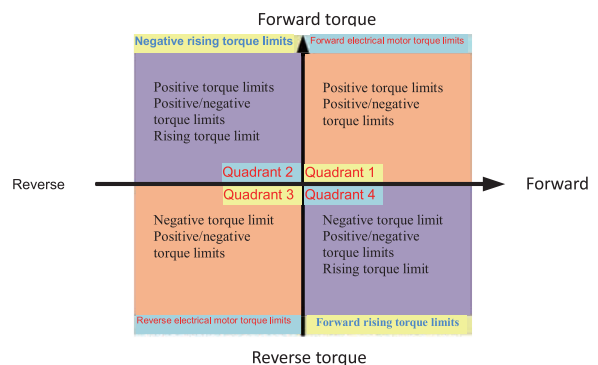 Forward torque
Negative rising torque limits
Forward electrical motor torque limits
Positive torque limits
Positive/negative
torque limits
Rising torque limit
Positive torque limits
Positive/negative
torque limits
Quadrant 2
Quadrant 1
Reverse
Forward
Quadrant 3
Quadrant 4
Negative torque limit
Positive/negative
torque limits
Negative torque limit
Positive/negative
torque limits
Rising torque limit
Reverse electrical motor torque limits
Forward rising torque limits
Reverse torque